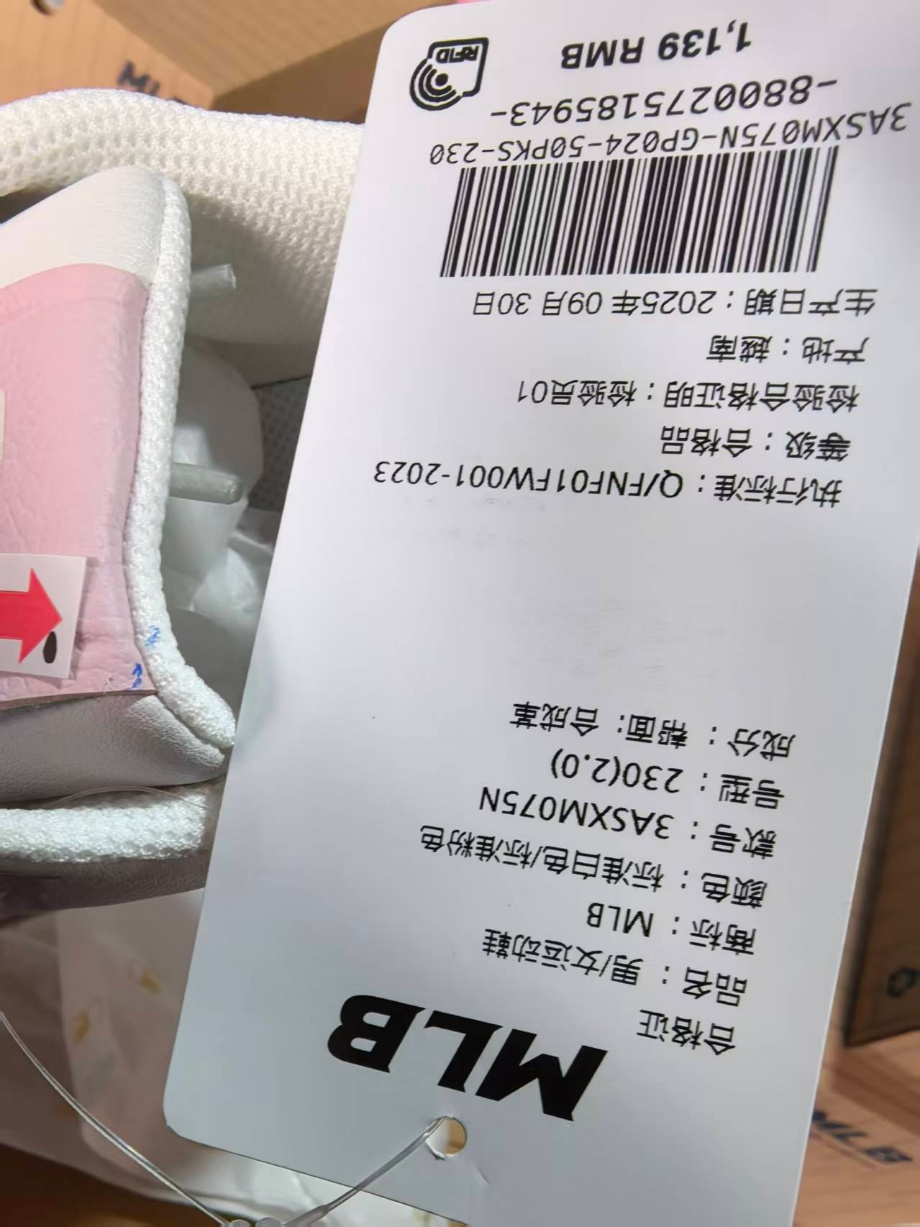 MLB
合格证
品名：男/女运动鞋
商标：MLB
颜色：标准白色/标准粉色
款号：3ASXM075N
号型：230(2.0)
成分：帮面：合成革
执行标准：Q/FNF01FW001-2023
等级：合格品
检验合格证明：检验员01
产地：越南
生产日期：2025年09月30日
3ASXM075N-GP024-50PKS-230
-8800275185943-
1,139 RMB
RFID
MLB